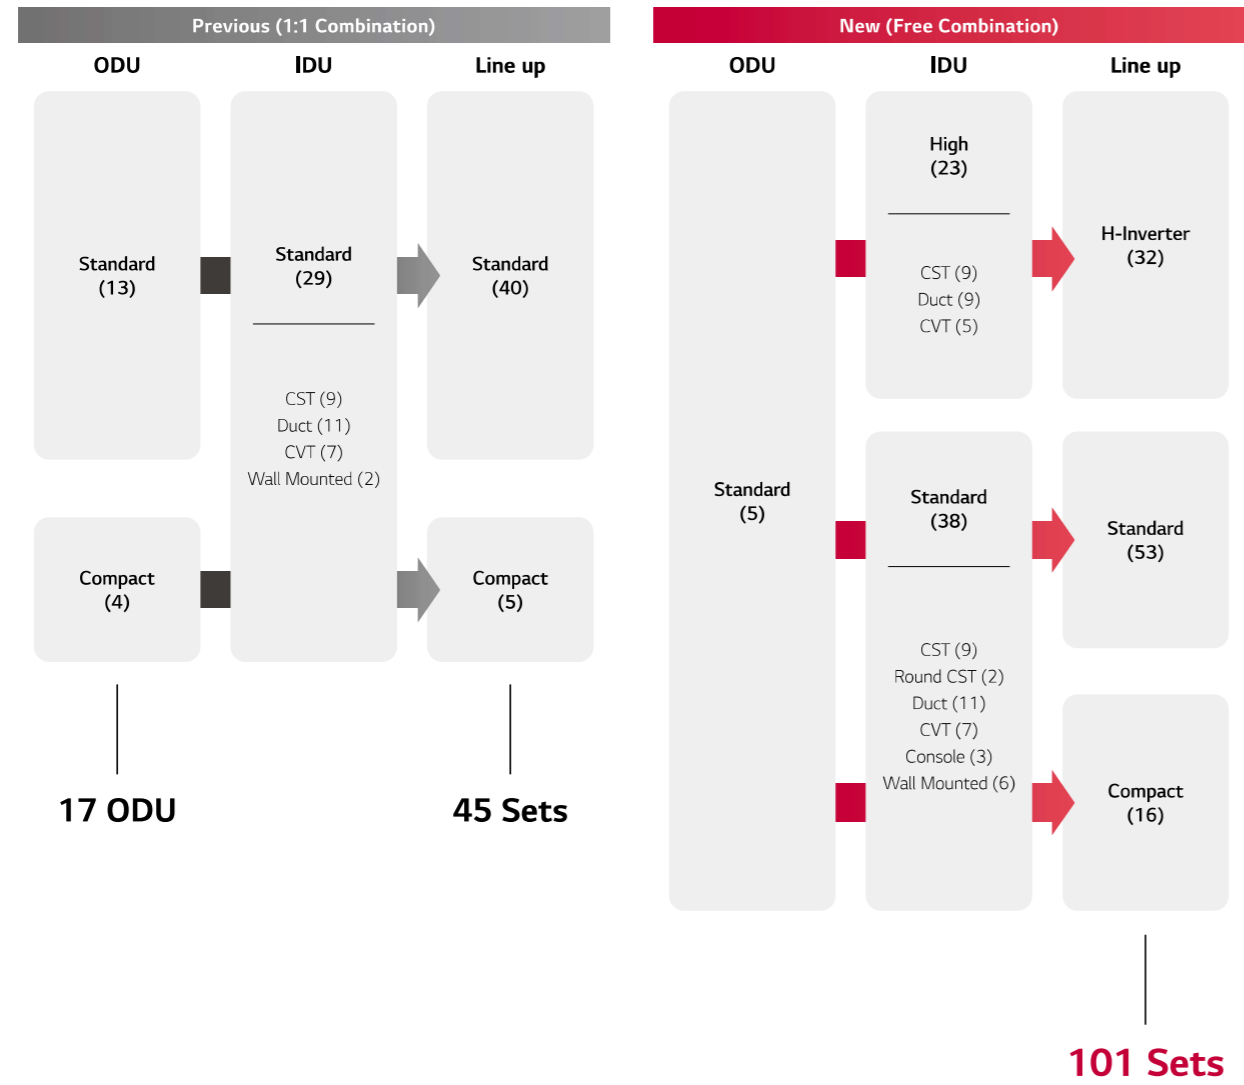 Previous (1:1 Combination)
ODU
IDU
Line up
Standard
(13)
Standard
(29)
CST (9)
Duct (11)
CVT (7)
Wall Mounted (2)
Standard
(40)
Compact
(4)
Compact
(5)
17 ODU
45 Sets
New (Free Combination)
ODU
IDU
Line up
Standard
(5)
High
(23)
CST (9)
Duct (9)
CVT (5)
H-Inverter
(32)
Standard
(38)
CST (9)
Round CST (2)
Duct (11)
CVT (7)
Console (3)
Wall Mounted (6)
Standard
(53)
Compact
(16)
101 Sets